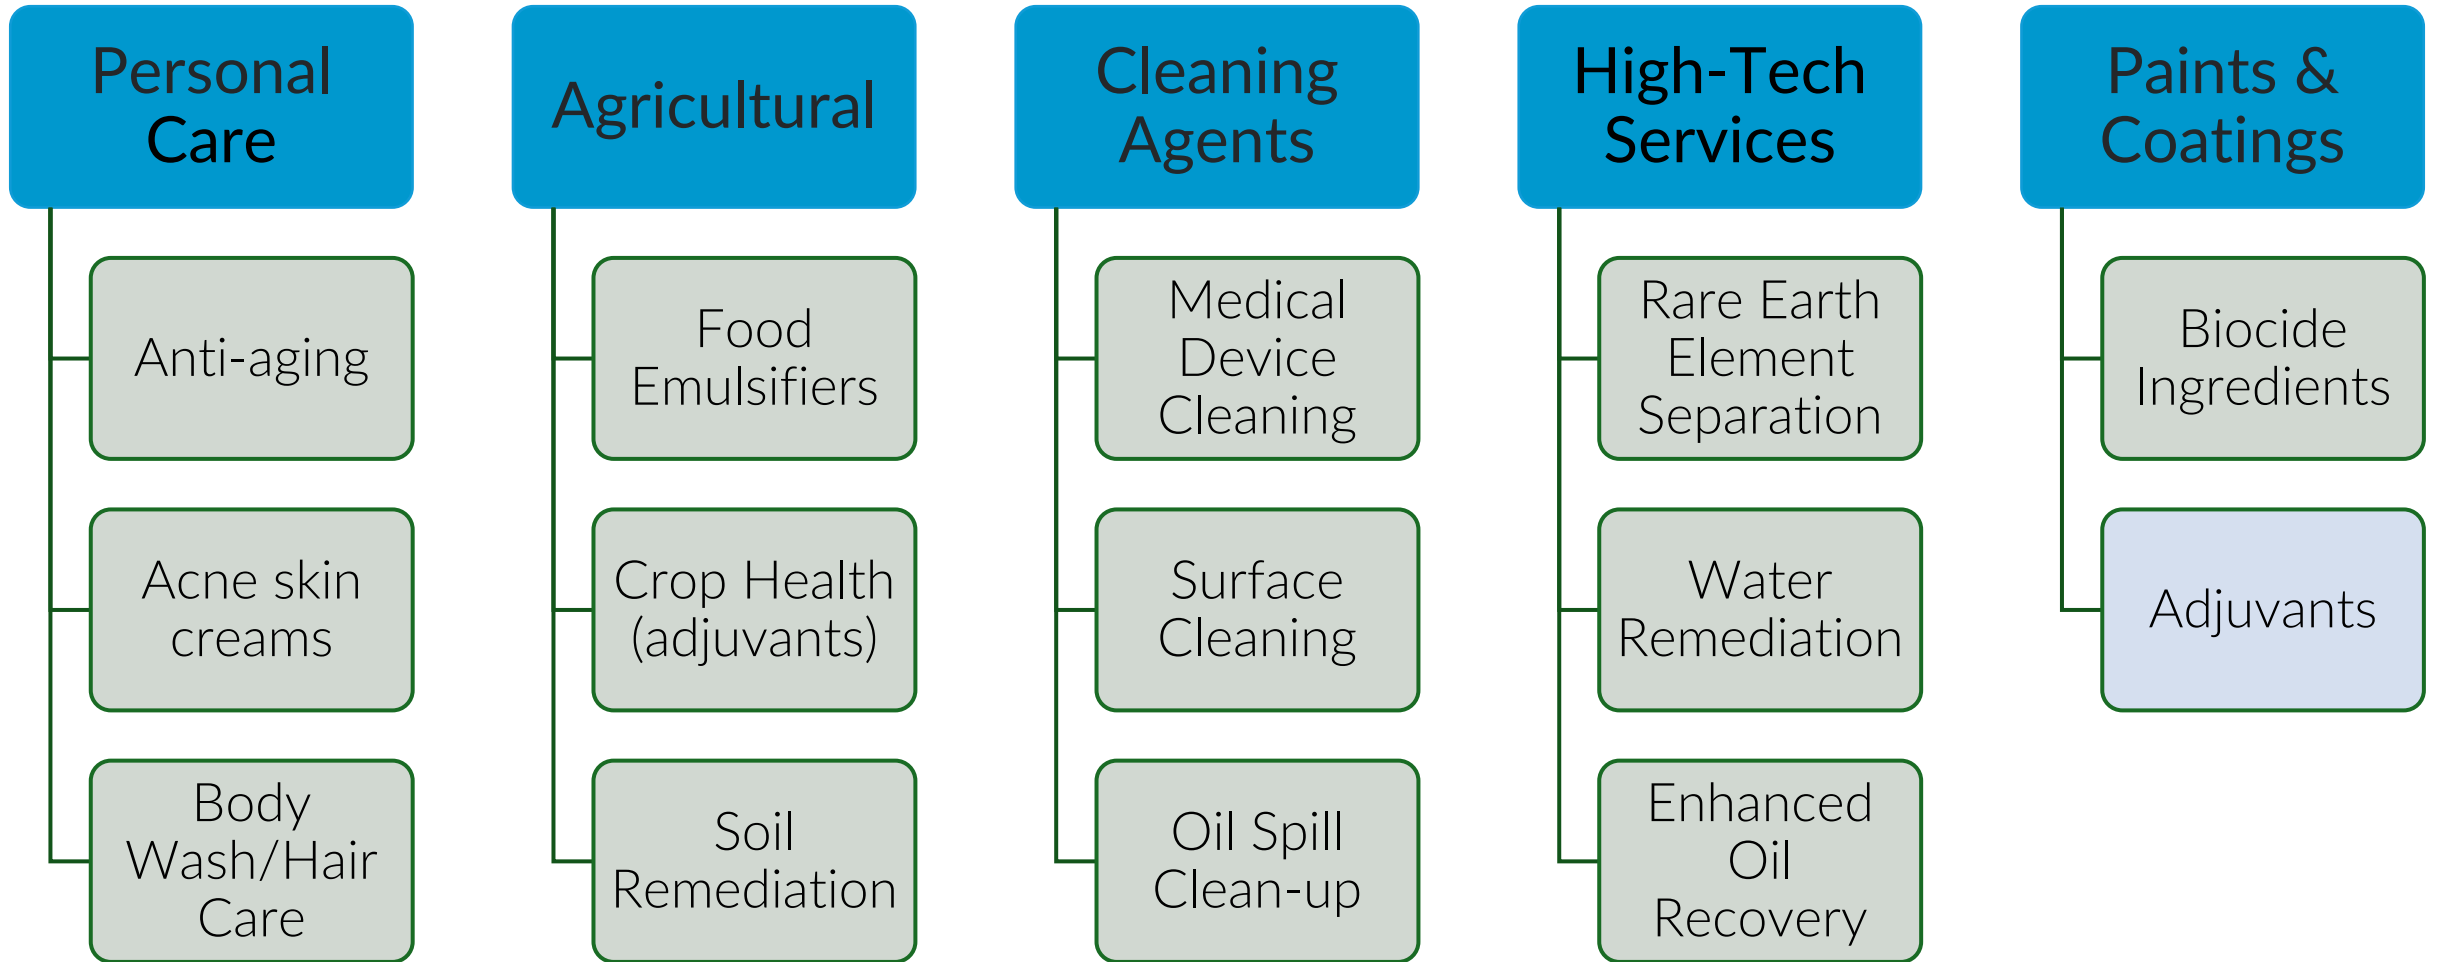 Personal
Care
Anti-aging
Acne skin
creams
Body
Wash/Hair
Care
Agricultural
Food
Emulsifiers
Crop Health
(adjuvants)
Soil
Remediation
Cleaning
Agents
Medical
Device
Cleaning
Surface
Cleaning
Oil Spill
Clean-up
High-Tech
Services
Rare Earth
Element
Separation
Water
Remediation
Enhanced
Oil
Recovery
Paints &
Coatings
Biocide
Ingredients
Adjuvants